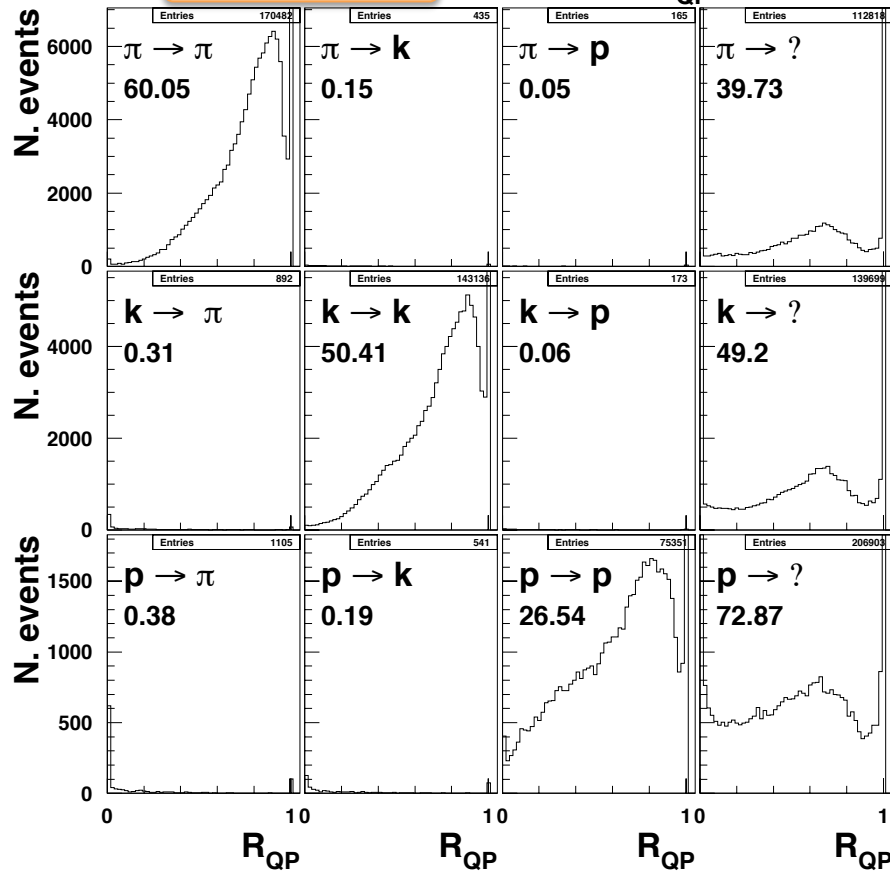 QP
Entries 170482 Entries 435 Entries 165 Entries 112818
6000
π → π π → k π → p π → ?
60.05 0.15 0.05 39.73
4000
2000
0
N. events
Entries 892 Entries 143136 Entries 173 Entries 139699
k → π k → k k → p k → ?
4000
0.31 50.41 0.06 49.2
2000
0
N. events
Entries 1105 Entries 541 Entries 75351 Entries 206903
1500
p → π p → k p → p p → ?
0.38 0.19 26.54 72.87
1000
500
0
N. events
0 10 10 10 1
R_QP R_QP R_QP R_QP